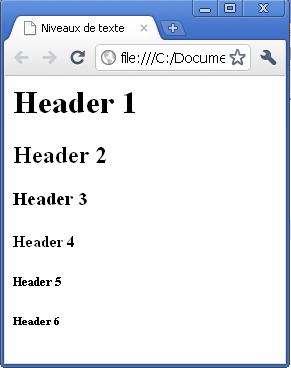 Niveaux de texte
file:///C:/Docume
Header 1
Header 2
Header 3
Header 4
Header 5
Header 6